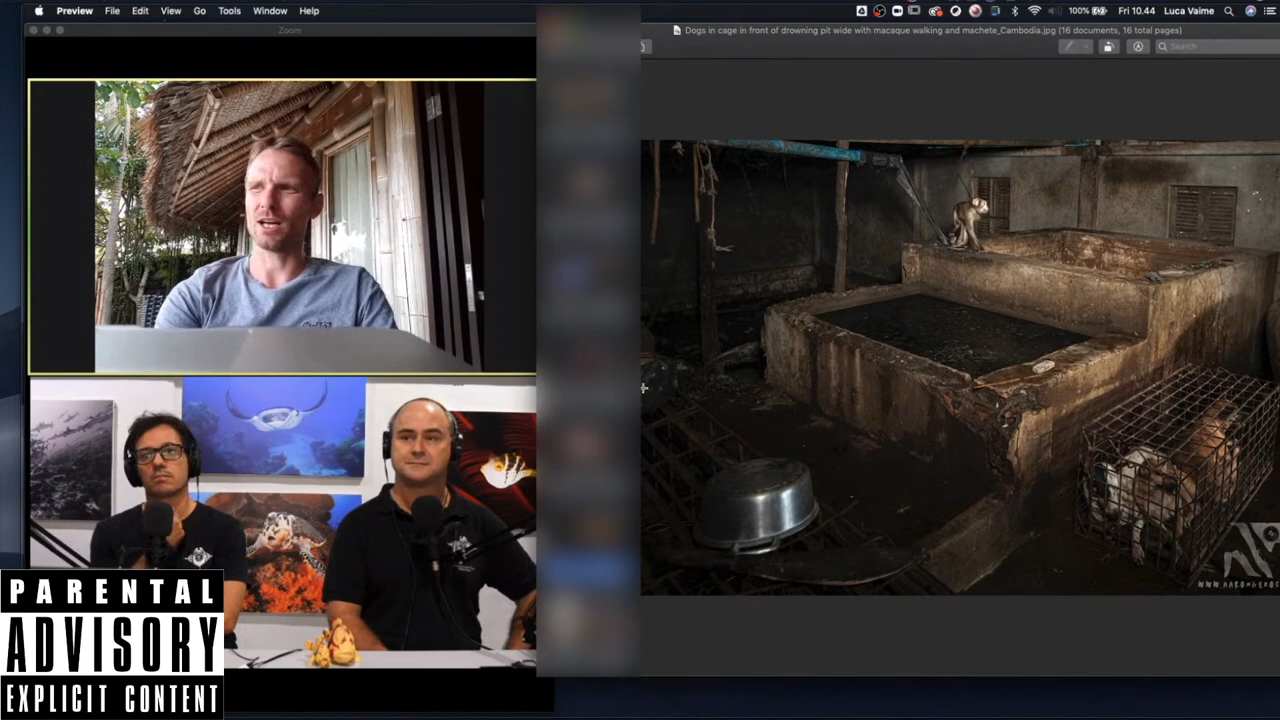 Preview File Edit View Go Tools Window Help
100% Fri 10.44 Luca Vaime
Zoom
Dogs in cage in front of drowning pit wide with macaque walking and machete_Cambodia.jpg (16 documents, 16 total pages)
Search
PARENTAL
ADVISORY
EXPLICIT CONTENT